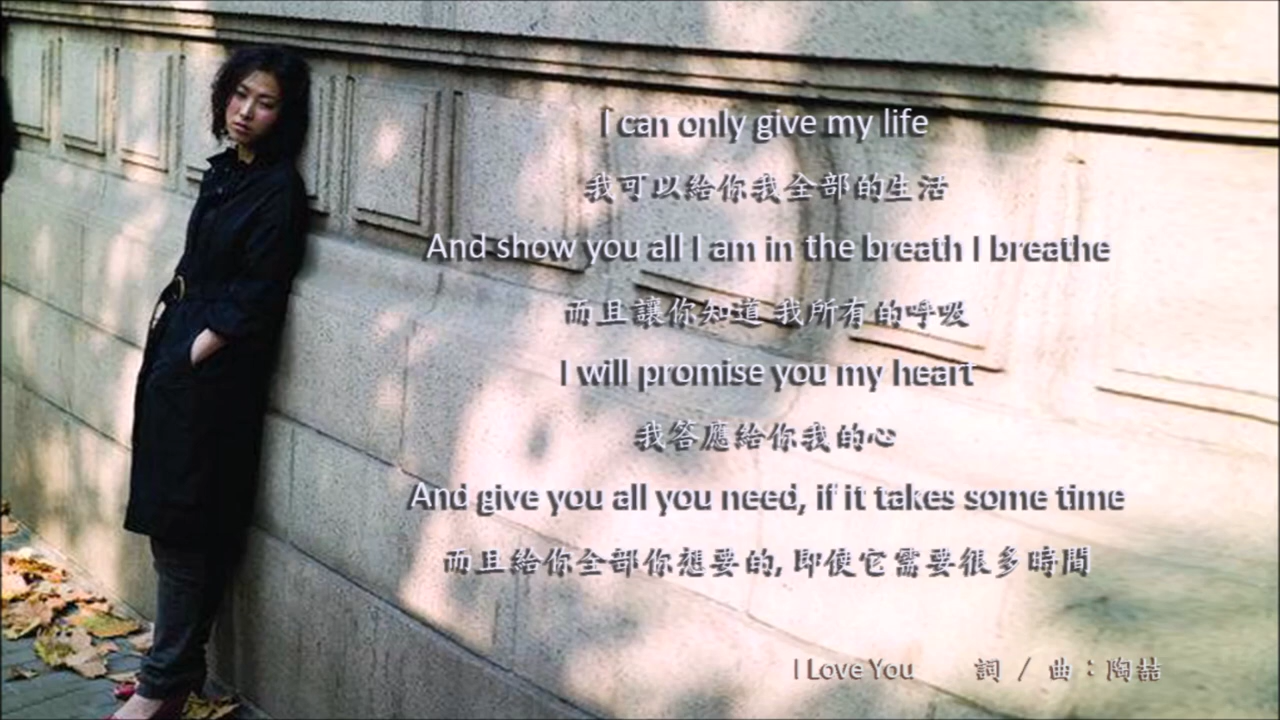 I can only give my life
我可以給你我全部的生活
And show you all I am in the breath I breathe
而且讓你知道 我所有的呼吸
I will promise you my heart
我答應給你我的心
And give you all you need, if it takes some time
而且給你全部你想要的, 即使它需要很多時間
I Love You 詞 / 曲：陶喆